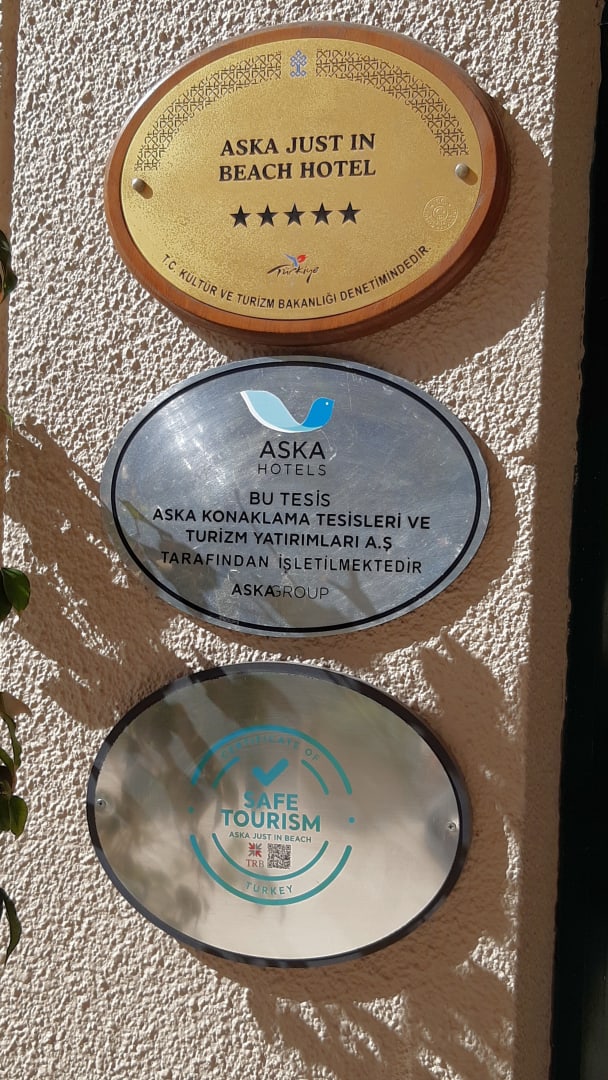 ASKA JUST IN
BEACH HOTEL
★★★★★
Türkiye
T.C. KÜLTÜR VE TURİZM BAKANLIĞI DENETİMİNDEDİR.
ASKA
HOTELS
BU TESİS
ASKA KONAKLAMA TESİSLERİ VE
TURİZM YATIRIMLARI A.Ş
TARAFINDAN İŞLETİLMEKTEDİR
ASKAGROUP
CERTIFICATE OF
SAFE
TOURISM
ASKA JUST IN BEACH
TRB
TURKEY